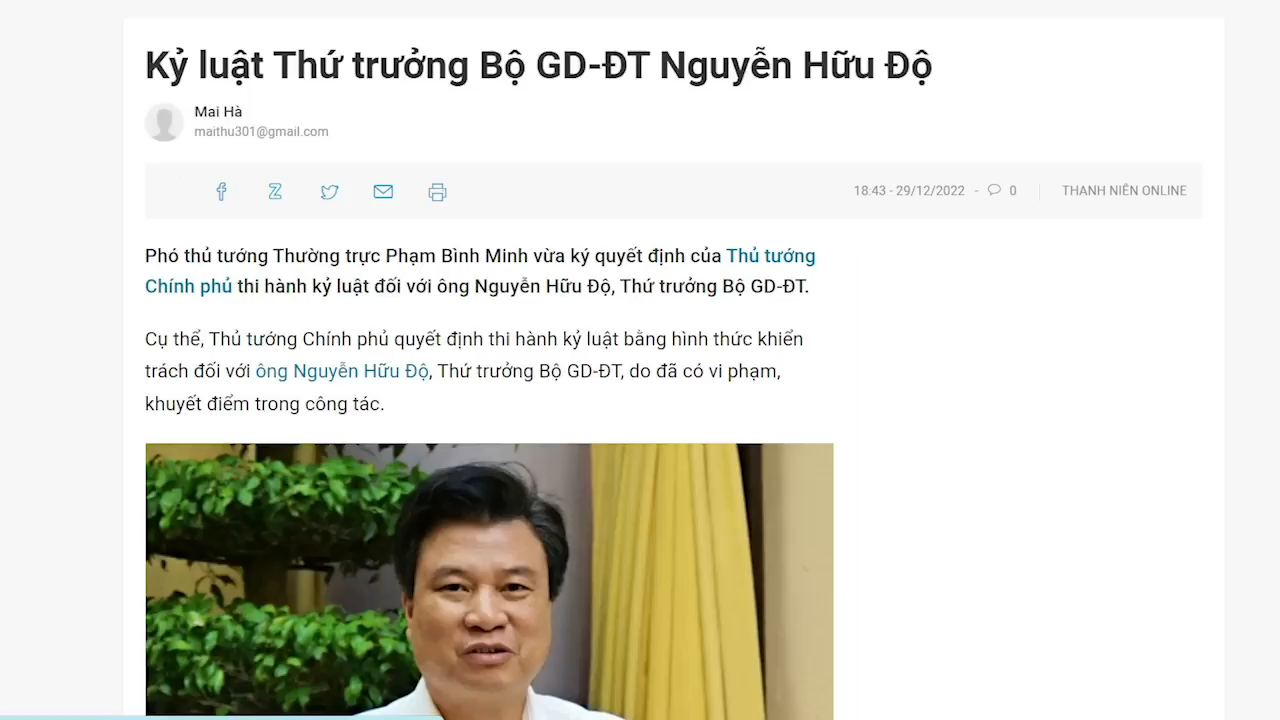 Kỷ luật Thứ trưởng Bộ GD-ĐT Nguyễn Hữu Độ
Mai Hà
maithu301@gmail.com
18:43 - 29/12/2022 - 0 THANH NIÊN ONLINE
Phó thủ tướng Thường trực Phạm Bình Minh vừa ký quyết định của Thủ tướng
Chính phủ thi hành kỷ luật đối với ông Nguyễn Hữu Độ, Thứ trưởng Bộ GD-ĐT.
Cụ thể, Thủ tướng Chính phủ quyết định thi hành kỷ luật bằng hình thức khiển
trách đối với ông Nguyễn Hữu Độ, Thứ trưởng Bộ GD-ĐT, do đã có vi phạm,
khuyết điểm trong công tác.